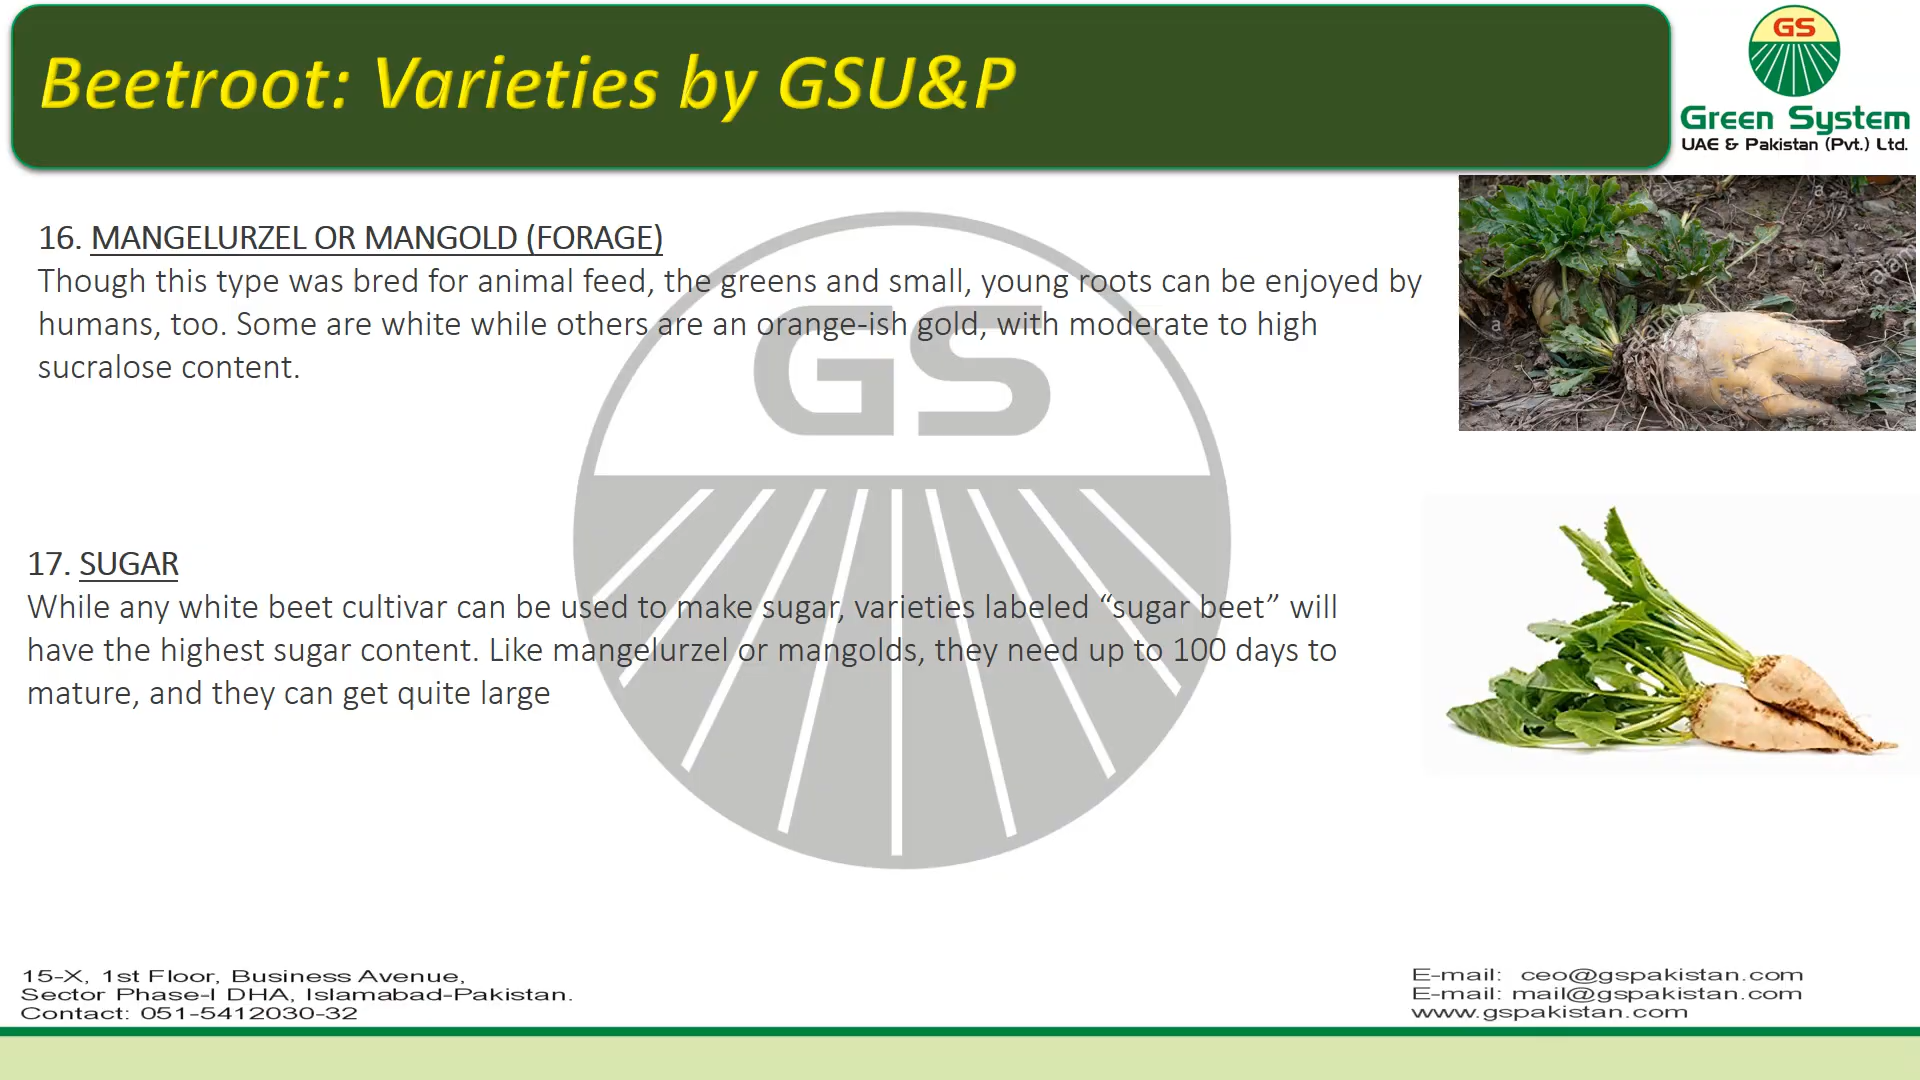 Beetroot: Varieties by GSU&P
GS
Green System
UAE & Pakistan (Pvt.) Ltd.
16. MANGELURZEL OR MANGOLD (FORAGE)
Though this type was bred for animal feed, the greens and small, young roots can be enjoyed by
humans, too. Some are white while others are an orange-ish gold, with moderate to high
sucralose content.
GS
17. SUGAR
While any white beet cultivar can be used to make sugar, varieties labeled “sugar beet” will
have the highest sugar content. Like mangelurzel or mangolds, they need up to 100 days to
mature, and they can get quite large
15-X, 1st Floor, Business Avenue,
Sector Phase-I DHA, Islamabad-Pakistan.
Contact: 051-5412030-32
E-mail: ceo@gspakistan.com
E-mail: mail@gspakistan.com
www.gspakistan.com